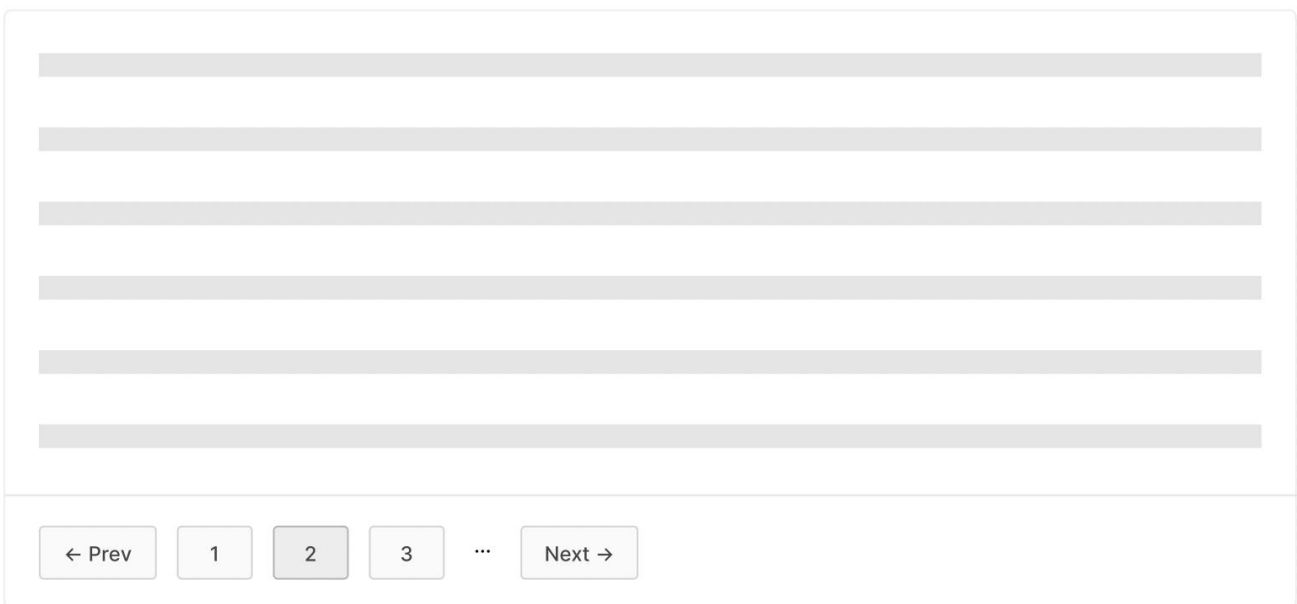 ← Prev 1 2 3 ... Next →